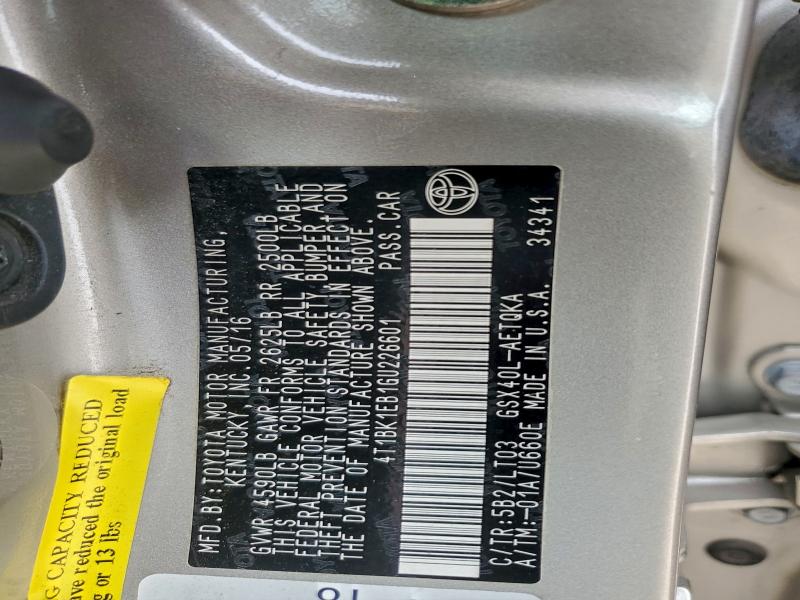 MFD.BY:TOYOTA MOTOR MANUFACTURING,
KENTUCKY, INC.05/16
GVWR 4590LB GAWR FR 2625LB RR 2500LB
THIS VEHICLE CONFORMS TO ALL APPLICABLE
FEDERAL MOTOR VEHICLE SAFETY,BUMPER,AND
THEFT PREVENTION STANDARDS IN EFFECT ON
THE DATE OF MANUFACTURE SHOWN ABOVE.
4T1BK1EB1GU226601 PASS.CAR
C/TR:5B2/LT03 GSX40L-AETQKA
A/TM:-01A/U660E MADE IN U.S.A. 34341
G CAPACITY REDUCED
ave reduced the original load
g or 13 lbs